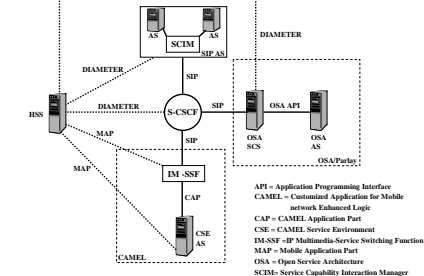 AS
AS
SCIM
SIP AS
DIAMETER
DIAMETER
SIP
DIAMETER
HSS
S-CSCF
SIP
OSA API
MAP
OSA
SCS
OSA
AS
SIP
OSA/Parlay
MAP
IM -SSF
CAP
CSE
AS
CAMEL
API = Application Programming Interface
CAMEL = Customized Application for Mobile
network Enhanced Logic
CAP = CAMEL Application Part
CSE = CAMEL Service Environment
IM-SSF =IP Multimedia-Service Switching Function
MAP = Mobile Application Part
OSA = Open Service Architecture
SCIM= Service Capability Interaction Manager